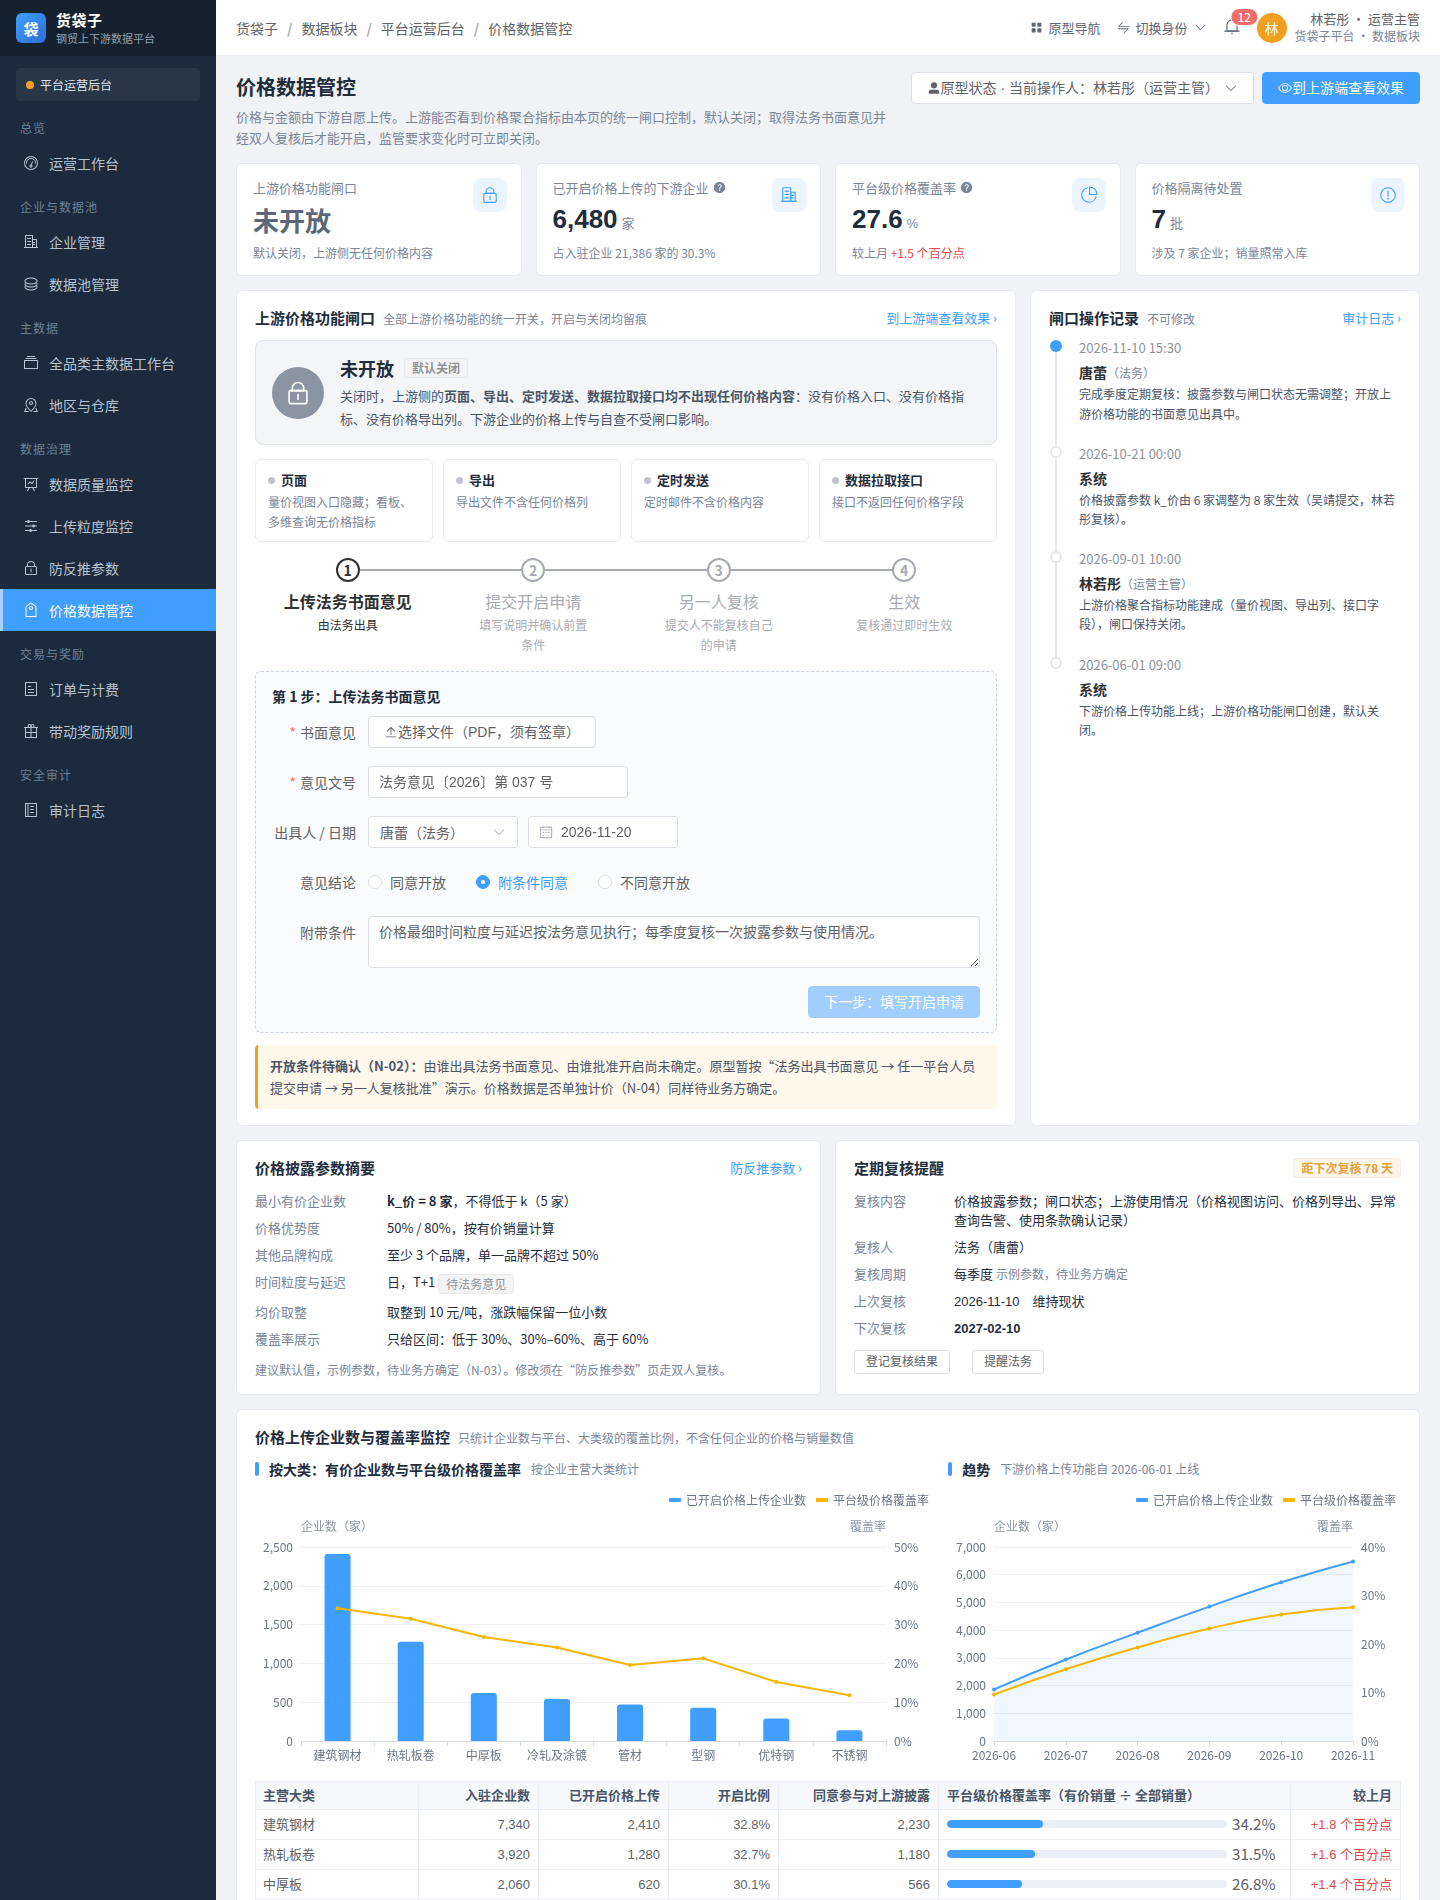 袋
货袋子
钢贸上下游数据平台
平台运营后台
总览
运营工作台
企业与数据池
企业管理
数据池管理
主数据
全品类主数据工作台
地区与仓库
数据治理
数据质量监控
上传粒度监控
防反推参数
价格数据管控
交易与奖励
订单与计费
带动奖励规则
安全审计
审计日志
货袋子 / 数据板块 / 平台运营后台 / 价格数据管控
原型导航
切换身份
12
林
林若彤 · 运营主管
货袋子平台 · 数据板块
价格数据管控
价格与金额由下游自愿上传。上游能否看到价格聚合指标由本页的统一闸口控制，默认关闭；取得法务书面意见并
经双人复核后才能开启，监管要求变化时可立即关闭。
原型状态 · 当前操作人：林若彤（运营主管）
到上游端查看效果
上游价格功能闸口
未开放
默认关闭，上游侧无任何价格内容
已开启价格上传的下游企业
6,480 家
占入驻企业 21,386 家的 30.3%
平台级价格覆盖率
27.6 %
较上月 +1.5 个百分点
价格隔离待处置
7 批
涉及 7 家企业；销量照常入库
上游价格功能闸口 全部上游价格功能的统一开关，开启与关闭均留痕
到上游端查看效果 ›
未开放 默认关闭
关闭时，上游侧的页面、导出、定时发送、数据拉取接口均不出现任何价格内容：没有价格入口、没有价格指
标、没有价格导出列。下游企业的价格上传与自查不受闸口影响。
页面
量价视图入口隐藏；看板、
多维查询无价格指标
导出
导出文件不含任何价格列
定时发送
定时邮件不含价格内容
数据拉取接口
接口不返回任何价格字段
1
上传法务书面意见
由法务出具
2
提交开启申请
填写说明并确认前置
条件
3
另一人复核
提交人不能复核自己
的申请
4
生效
复核通过即时生效
第 1 步：上传法务书面意见
* 书面意见
选择文件（PDF，须有签章）
* 意见文号
法务意见〔2026〕第 037 号
出具人 / 日期
唐蕾（法务）
2026-11-20
意见结论
同意开放
附条件同意
不同意开放
附带条件
价格最细时间粒度与延迟按法务意见执行；每季度复核一次披露参数与使用情况。
下一步：填写开启申请
开放条件待确认（N-02）：由谁出具法务书面意见、由谁批准开启尚未确定。原型暂按“法务出具书面意见 → 任一平台人员
提交申请 → 另一人复核批准”演示。价格数据是否单独计价（N-04）同样待业务方确定。
闸口操作记录 不可修改
审计日志 ›
2026-11-10 15:30
唐蕾（法务）
完成季度定期复核：披露参数与闸口状态无需调整；开放上
游价格功能的书面意见出具中。
2026-10-21 00:00
系统
价格披露参数 k_价由 6 家调整为 8 家生效（吴靖提交，林若
彤复核）。
2026-09-01 10:00
林若彤（运营主管）
上游价格聚合指标功能建成（量价视图、导出列、接口字
段），闸口保持关闭。
2026-06-01 09:00
系统
下游价格上传功能上线；上游价格功能闸口创建，默认关
闭。
价格披露参数摘要
防反推参数 ›
最小有价企业数 k_价 = 8 家，不得低于 k（5 家）
价格优势度 50% / 80%，按有价销量计算
其他品牌构成 至少 3 个品牌，单一品牌不超过 50%
时间粒度与延迟 日，T+1 待法务意见
均价取整 取整到 10 元/吨，涨跌幅保留一位小数
覆盖率展示 只给区间：低于 30%、30%–60%、高于 60%
建议默认值，示例参数，待业务方确定（N-03）。修改须在“防反推参数”页走双人复核。
定期复核提醒
距下次复核 78 天
复核内容 价格披露参数；闸口状态；上游使用情况（价格视图访问、价格列导出、异常
查询告警、使用条款确认记录）
复核人 法务（唐蕾）
复核周期 每季度 示例参数，待业务方确定
上次复核 2026-11-10 维持现状
下次复核 2027-02-10
登记复核结果 提醒法务
价格上传企业数与覆盖率监控 只统计企业数与平台、大类级的覆盖比例，不含任何企业的价格与销量数值
按大类：有价企业数与平台级价格覆盖率 按企业主营大类统计
已开启价格上传企业数 平台级价格覆盖率
企业数（家） 覆盖率
2,500 50%
2,000 40%
1,500 30%
1,000 20%
500 10%
0 0%
建筑钢材 热轧板卷 中厚板 冷轧及涂镀 管材 型钢 优特钢 不锈钢
趋势 下游价格上传功能自 2026-06-01 上线
已开启价格上传企业数 平台级价格覆盖率
企业数（家） 覆盖率
7,000 40%
6,000
5,000 30%
4,000
3,000 20%
2,000
1,000 10%
0 0%
2026-06 2026-07 2026-08 2026-09 2026-10 2026-11
主营大类 入驻企业数 已开启价格上传 开启比例 同意参与对上游披露 平台级价格覆盖率（有价销量 ÷ 全部销量） 较上月
建筑钢材 7,340 2,410 32.8% 2,230 34.2% +1.8 个百分点
热轧板卷 3,920 1,280 32.7% 1,180 31.5% +1.6 个百分点
中厚板 2,060 620 30.1% 566 26.8% +1.4 个百分点